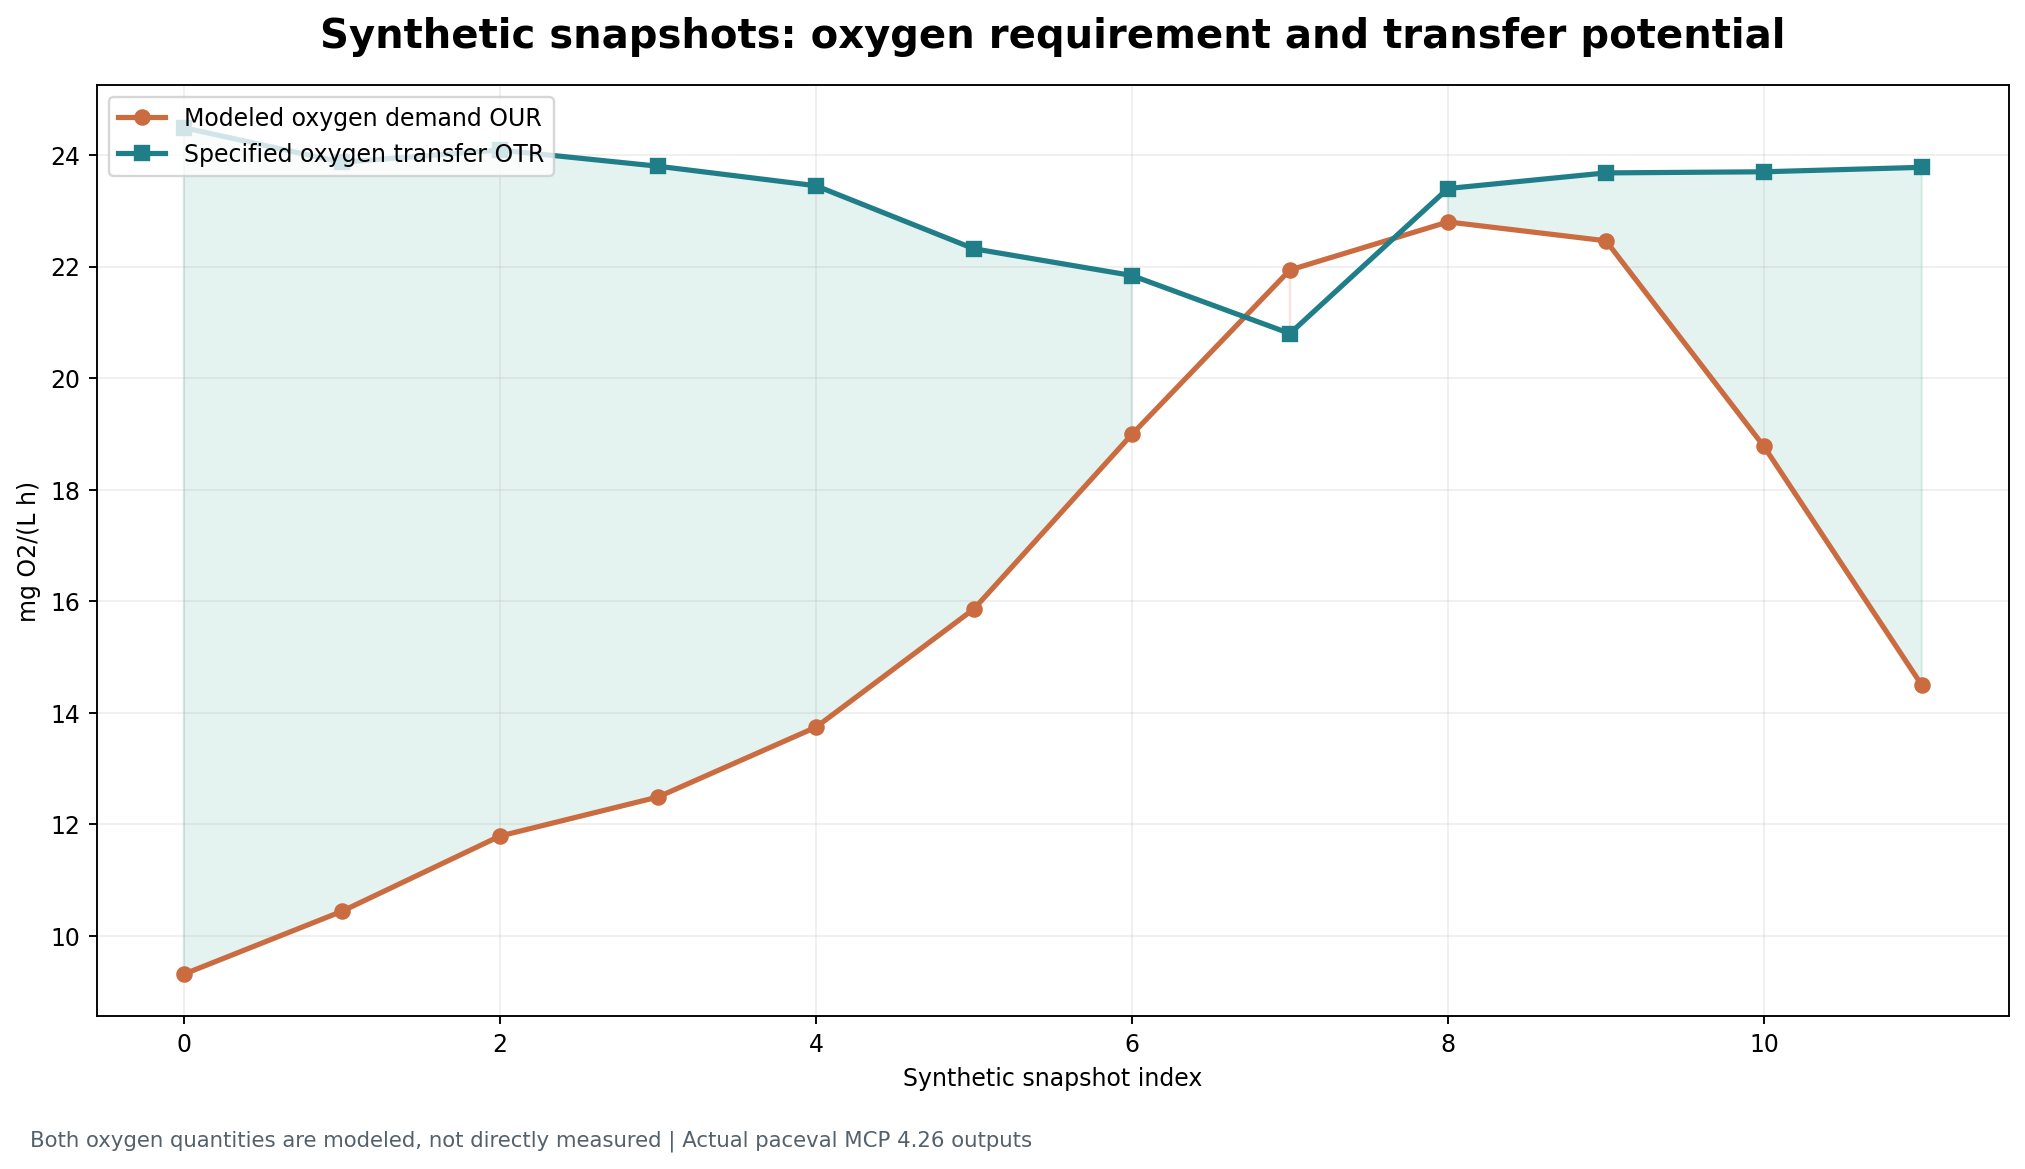 Synthetic snapshots: oxygen requirement and transfer potential
Modeled oxygen demand OUR
Specified oxygen transfer OTR
24
22
20
18
16
14
12
10
mg O2/(L h)
0 2 4 6 8 10
Synthetic snapshot index
Both oxygen quantities are modeled, not directly measured | Actual paceval MCP 4.26 outputs